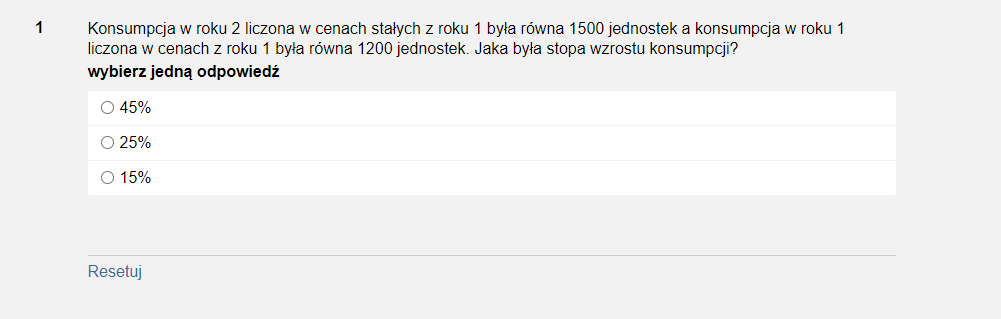 1 Konsumpcja w roku 2 liczona w cenach stałych z roku 1 była równa 1500 jednostek a konsumpcja w roku 1
liczona w cenach z roku 1 była równa 1200 jednostek. Jaka była stopa wzrostu konsumpcji?
wybierz jedną odpowiedź
45%
25%
15%
Resetuj